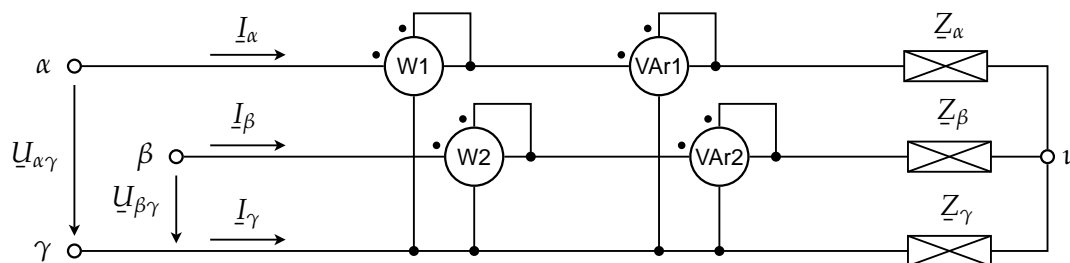 I̲α Z̲α
α W1 VAr1
I̲β Z̲β
U̲αγ β W2 VAr2 ν
U̲βγ I̲γ Z̲γ
γ